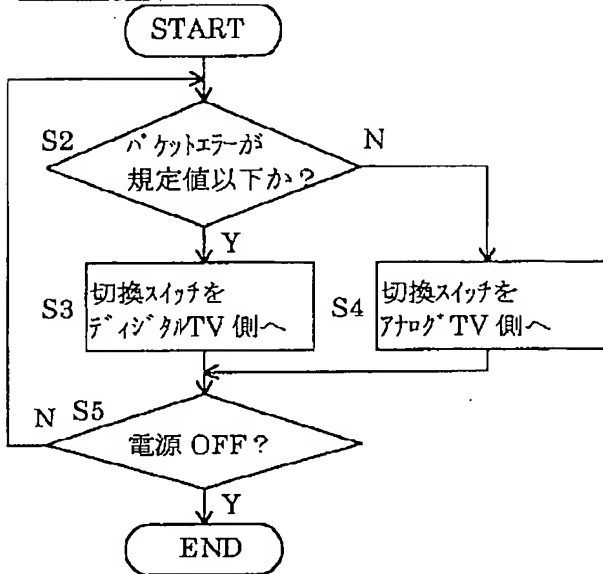 START
S2
パケットエラーが
規定値以下か?
N
Y
S3
切換スイッチを
ディジタルTV 側へ
S4
切換スイッチを
アナログTV 側へ
N
S5
電源 OFF?
Y
END